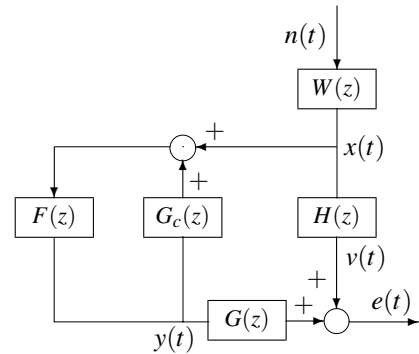 n(t)
W(z)
+
x(t)
+
F(z)
G_c(z)
H(z)
v(t)
+
e(t)
+
G(z)
y(t)